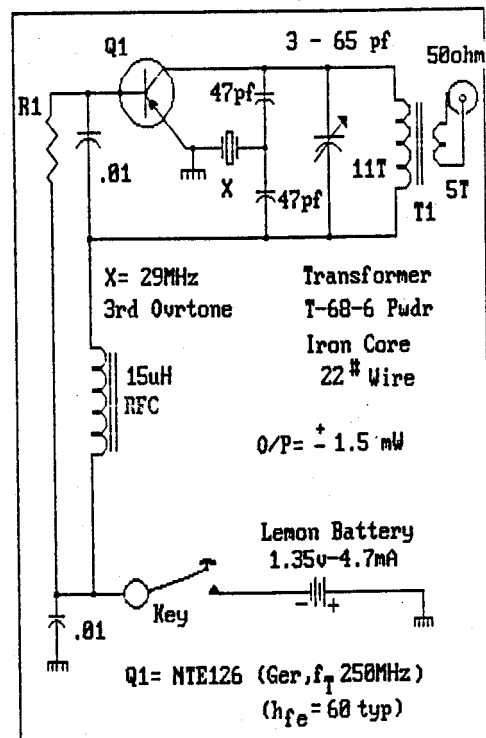 Q1
3 - 65 pf
50ohm
R1
47pf
.01
X
47pf
11T
5T
T1
X= 29MHz
3rd Ovrtone
Transformer
T-68-6 Pwdr
Iron Core
22# Wire
15uH
RFC
O/P= ± 1.5 mW
Lemon Battery
1.35v-4.7mA
- +
Key
.01
Q1= NTE126 (Ger,fT 250MHz)
(hfe=60 typ)